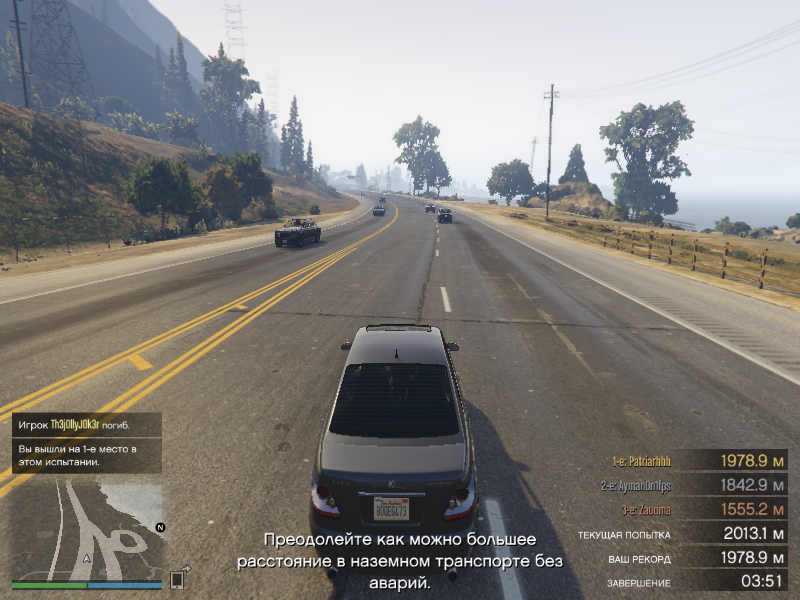 Игрок Th3j0llyJ0k3r погиб.
Вы вышли на 1-е место в
этом испытании.
N
1-е: Patriarhhh 1978.9 м
2-е: AymanOn1fps 1842.9 м
3-е: Zauoma 1555.2 м
ТЕКУЩАЯ ПОПЫТКА 2013.1 м
ВАШ РЕКОРД 1978.9 м
ЗАВЕРШЕНИЕ 03:51
Преодолейте как можно большее
расстояние в наземном транспорте без
аварий.